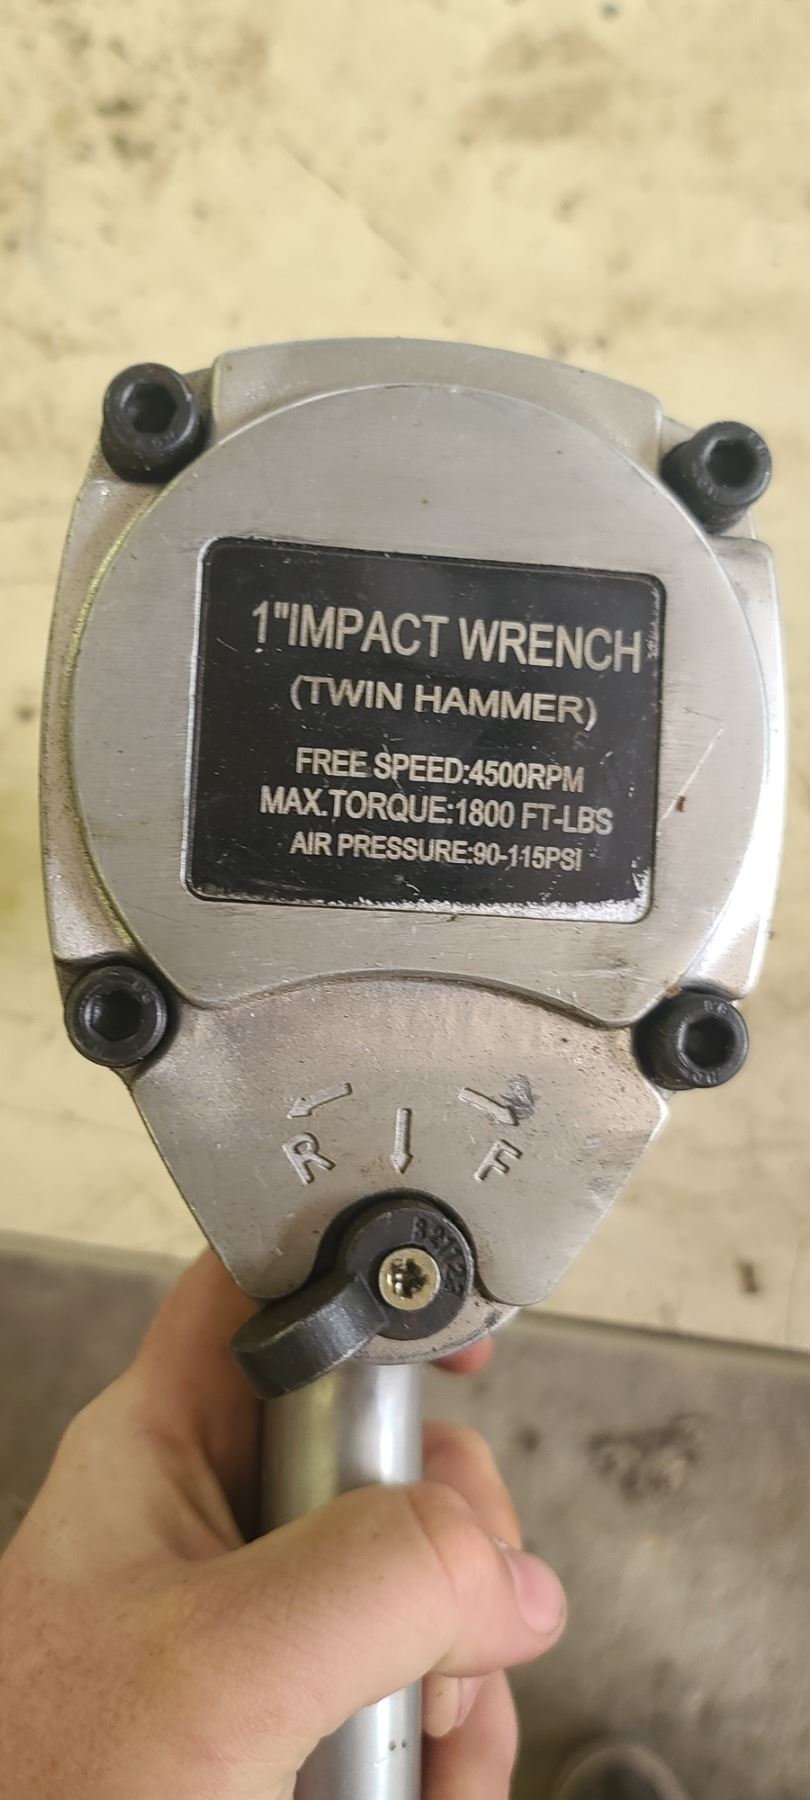 1"IMPACT WRENCH
(TWIN HAMMER)
FREE SPEED:4500RPM
MAX.TORQUE:1800 FT-LBS
AIR PRESSURE:90-115PSI
R F